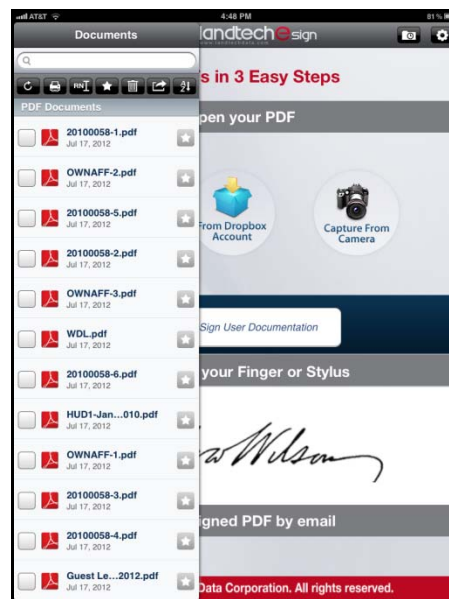 AT&T
4:48 PM
81%
Documents
landtech e sign
www.landtechdata.com
RN
A
Z
's in 3 Easy Steps
PDF Documents
pen your PDF
20100058-1.pdf
Jul 17, 2012
OWNAFF-2.pdf
Jul 17, 2012
20100058-5.pdf
Jul 17, 2012
From Dropbox
Account
Capture From
Camera
20100058-2.pdf
Jul 17, 2012
OWNAFF-3.pdf
Jul 17, 2012
WDL.pdf
Jul 17, 2012
Sign User Documentation
20100058-6.pdf
Jul 17, 2012
your Finger or Stylus
HUD1-Jan...010.pdf
Jul 17, 2012
OWNAFF-1.pdf
Jul 17, 2012
Wilson
20100058-3.pdf
Jul 17, 2012
20100058-4.pdf
Jul 17, 2012
igned PDF by email
Guest Le...2012.pdf
Jul 17, 2012
Data Corporation. All rights reserved.